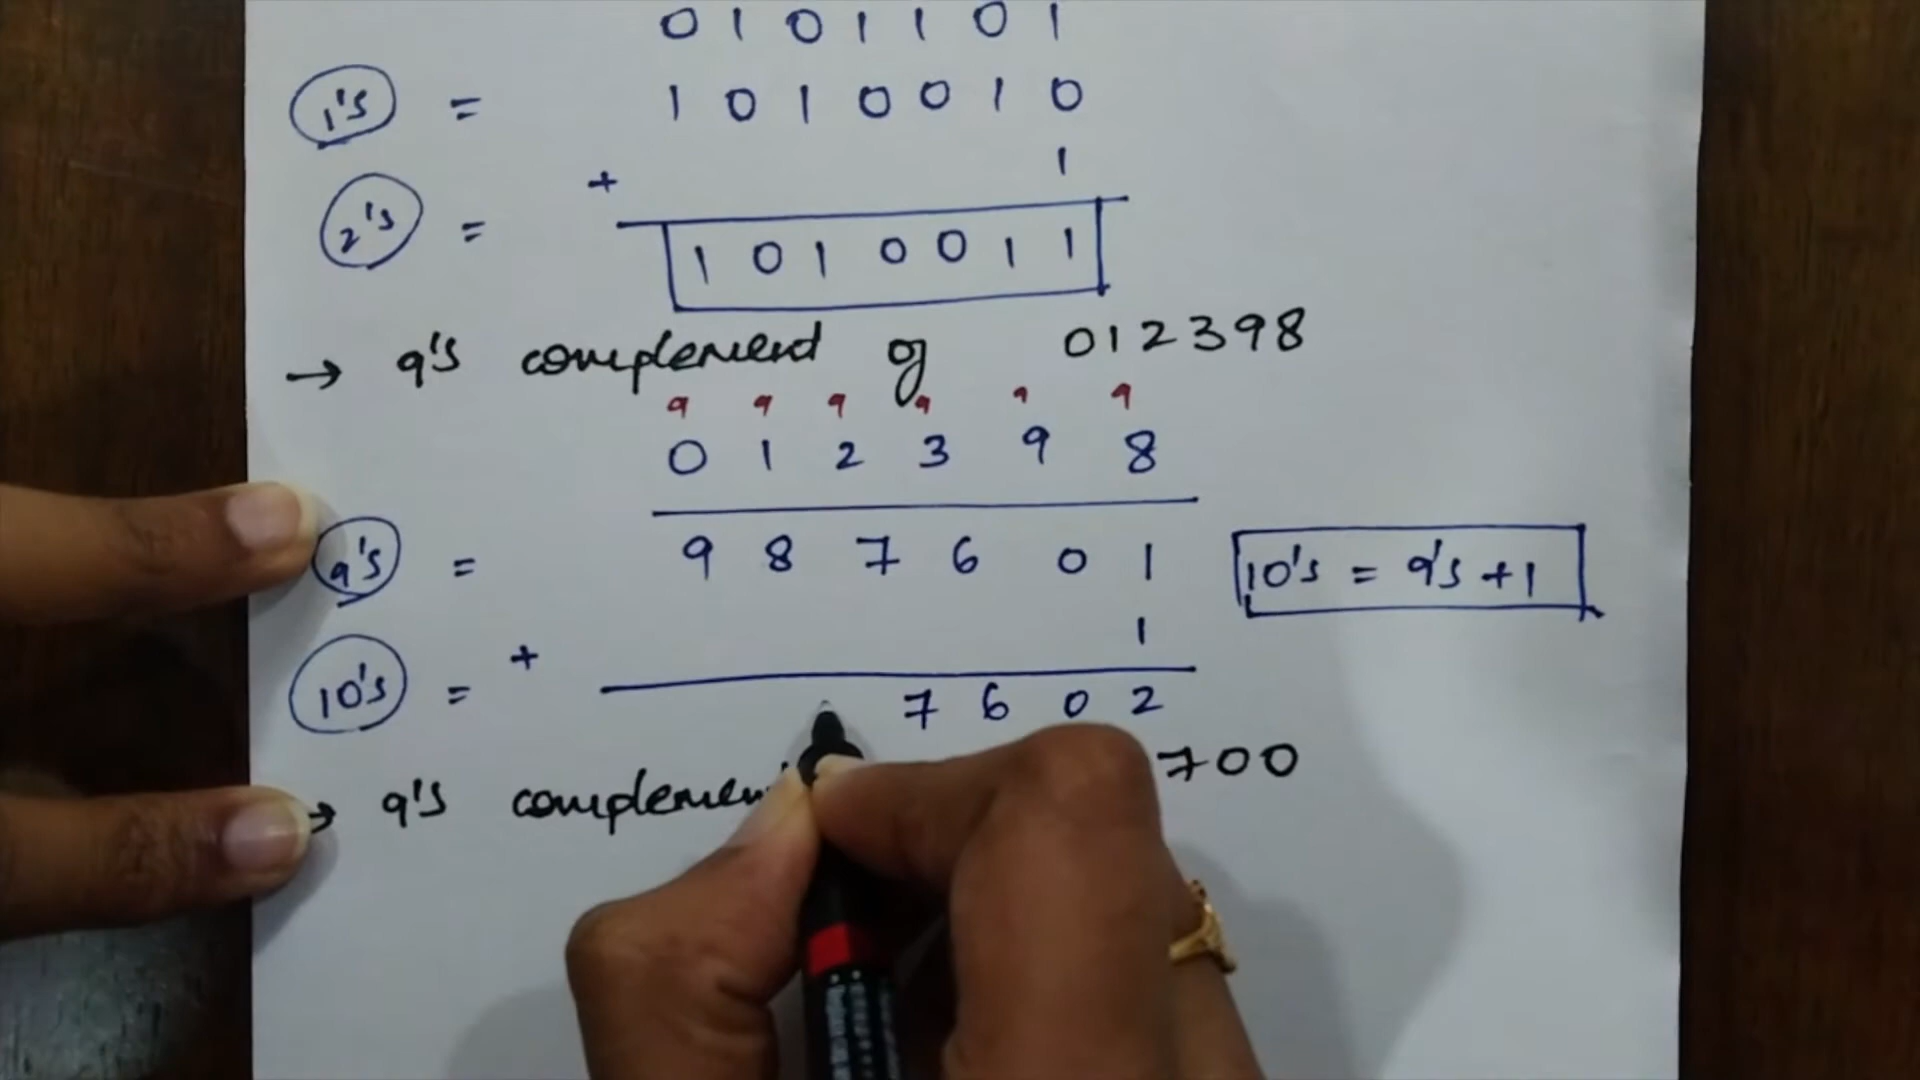 0 1 0 1 1 0 1
1's = 1 0 1 0 0 1 0
1
2's = +
1 0 1 0 0 1 1
→ 9's complement of 012398
9 9 9 9 9 9
0 1 2 3 9 8
9's = 9 8 7 6 0 1
10's = 9's + 1
1
10's = + 7 6 0 2
→ 9's complement 700